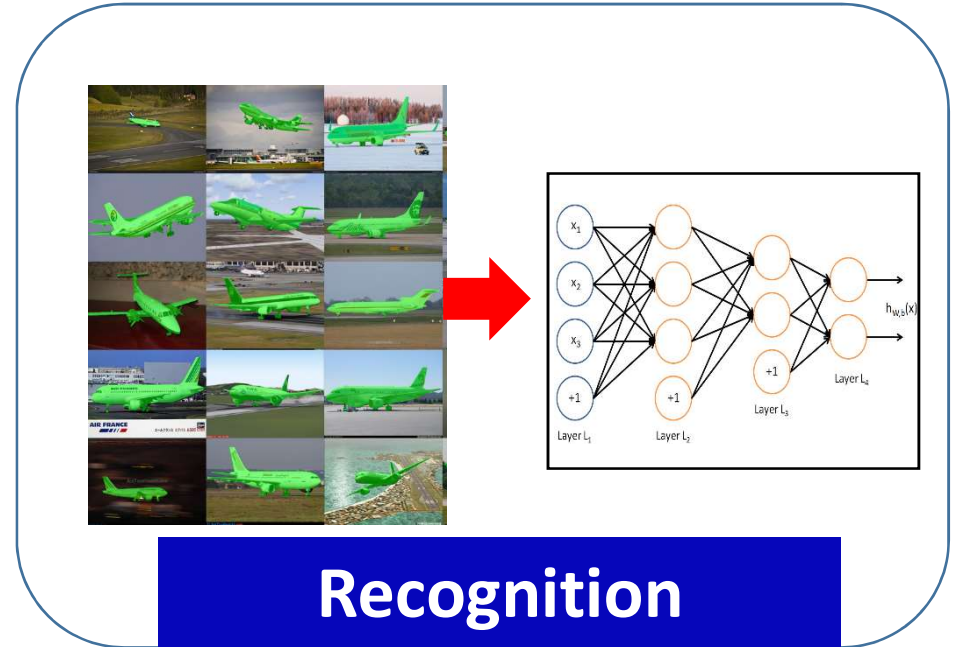 AIR FRANCE
x₁
x₂
x₃
+1
+1
+1
Layer L₁
Layer L₂
Layer L₃
Layer L₄
hW,b(x)
Recognition